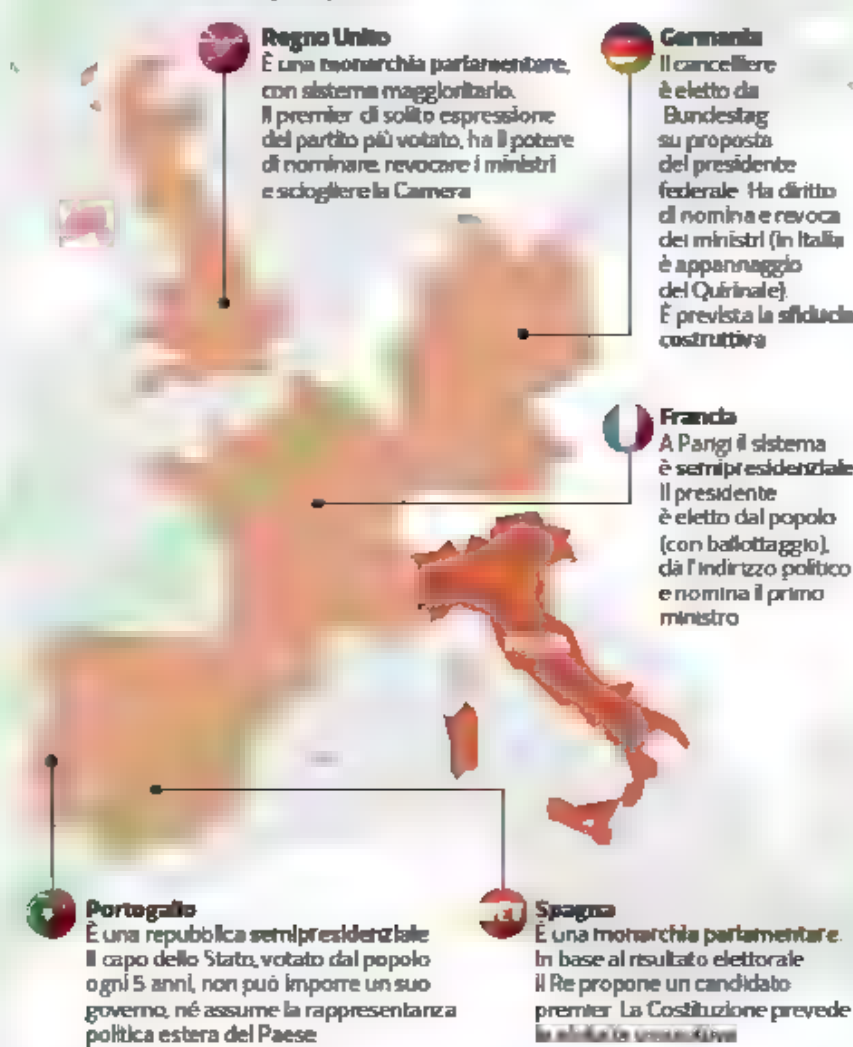 Regno Unito
È una monarchia parlamentare,
con sistema maggioritario.
Il premier di solito espressione
del partito più votato, ha il potere
di nominare, revocare i ministri
e sciogliere la Camera
Germania
Il cancelliere
è eletto da
Bundestag
su proposta
del presidente
federale Ha diritto
di nomina e revoca
dei ministri (in Italia
è appannaggio
del Quirinale)
È prevista la sfiducia
costruttiva
Francia
A Parigi il sistema
è semipresidenziale
Il presidente
è eletto dal popolo
(con ballottaggio),
dà l'indirizzo politico
e nomina il primo
ministro
Portogallo
È una repubblica semipresidenziale
Il capo dello Stato, votato dal popolo
ogni 5 anni, non può imporre un suo
governo, né assume la rappresentanza
politica estera del Paese
Spagna
È una monarchia parlamentare.
In base al risultato elettorale
il Re propone un candidato
premier La Costituzione prevede